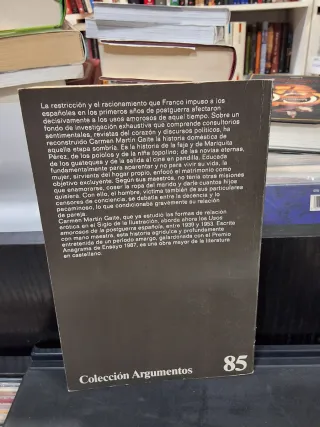 La restricción y el racionamiento que Franco impuso a los
españoles en los primeros años de postguerra afectaron
decisivamente a los usos amorosos de aquel tiempo. Sobre un
fondo de investigación exhaustiva que comprende consultorios
sentimentales, revistas del corazón y discursos políticos, ha
reconstruido Carmen Martín Gaite la historia doméstica de
aquella etapa sombría. Es la historia de la faja y de Mariquita
Pérez, de los pololos y de la niña topolino; de las novias eternas,
de los guateques y de la salida al cine en pandilla. Educada
fundamentalmente para aparentar y no para vivir su vida, la
mujer, sirviente del hogar propio, enfocó el matrimonio como
objetivo excluyente. Según sus maestros, no tenía otras misiones
que enamorarse, coser la ropa del marido y darle cuantos hijos
quisiera. Con ello, el hombre, víctima también de sus particulares
censores de conciencia, se debatía entre la decencia y lo
pecaminoso, lo que condicionaba gravemente su relación
de pareja.
Carmen Martín Gaite, que ya estudió las formas de relación
erótica en el Siglo de la Ilustración, aborda ahora los Usos
amorosos de la postguerra española, entre 1939 y 1953. Escrita
con mano maestra, esta historia agridulce y profundamente
entretenida de un período amargo, galardonada con el Premio
Anagrama de Ensayo 1987, es una obra mayor de la literatura
en castellano.
Colección Argumentos
85